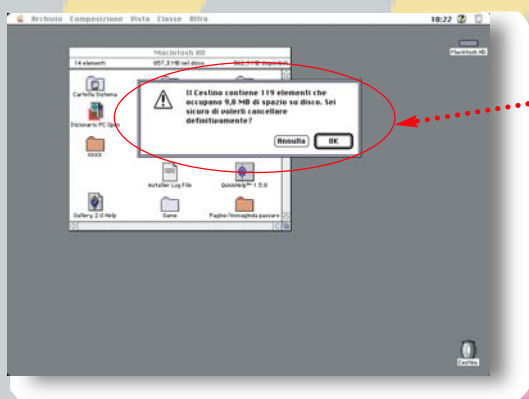 Archivio Composizione Vista Classe Altro 10:22
Macintosh HD
Macintosh HD
14 elementi 857,3 MB nel disco
Il Cestino contiene 119 elementi che
occupano 9,8 MB di spazio su disco. Sei
sicuro di volerli cancellare
definitivamente?
Annulla OK
Cartella Sistema
Dizionario PC Open
XXXX
Installer Log File QuickHelp™ 1.5.0
Gallery 2.0 Help Game Pagine/Immagini da passare
Cestino